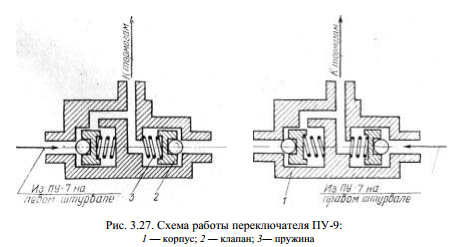 К тормозам
К тормозам
3
2
1
Из ПУ-7 на
левом штурвале
Из ПУ-7 на
правом штурвале
Рис. 3.27. Схема работы переключателя ПУ-9:
1 — корпус; 2 — клапан; 3— пружина